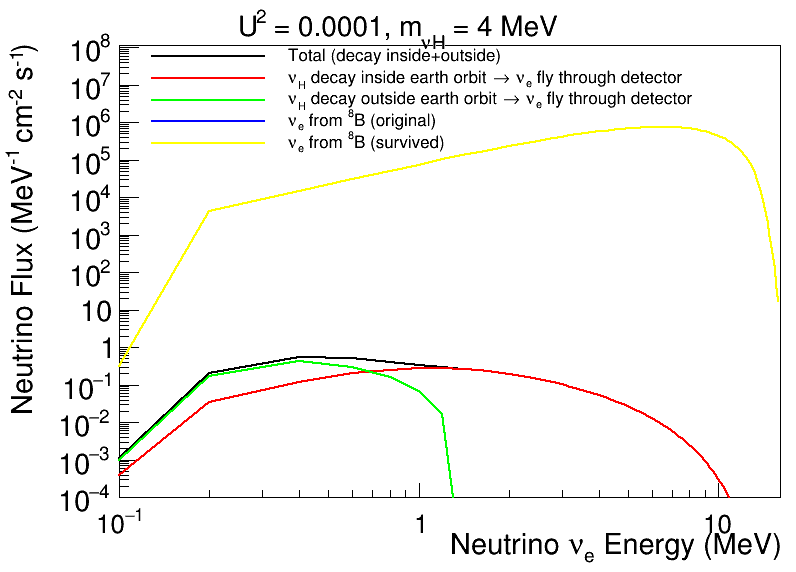 U² = 0.0001, m_νH = 4 MeV
Total (decay inside+outside)
ν_H decay inside earth orbit → ν_e fly through detector
ν_H decay outside earth orbit → ν_e fly through detector
ν_e from ⁸B (original)
ν_e from ⁸B (survived)
Neutrino Flux (MeV⁻¹ cm⁻² s⁻¹)
10⁸
10⁷
10⁶
10⁵
10⁴
10³
10²
10
1
10⁻¹
10⁻²
10⁻³
10⁻⁴
10⁻¹ 1 10
Neutrino ν_e Energy (MeV)